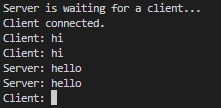 Server is waiting for a client...
Client connected.
Client: hi
Client: hi
Server: hello
Server: hello
Client: